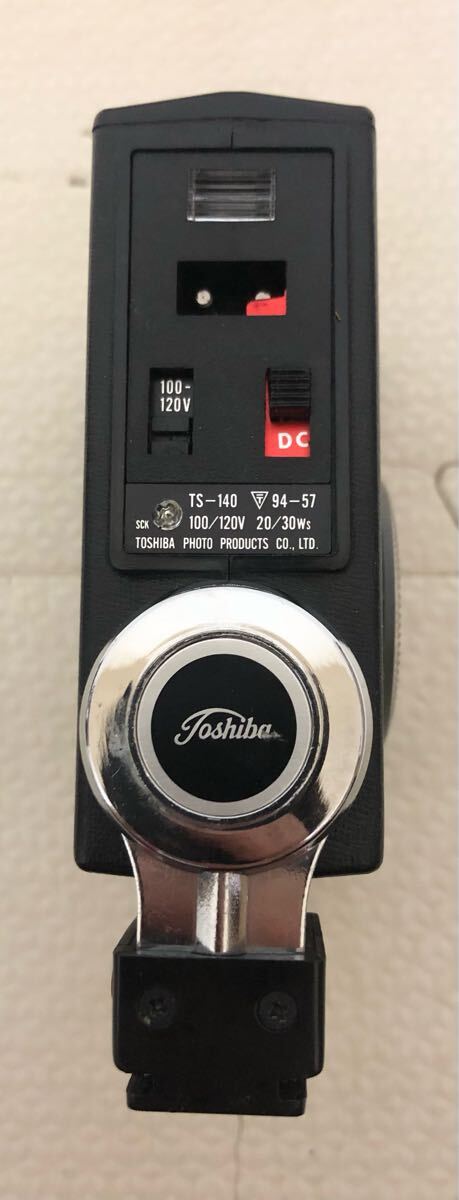 100-
120V
DC
TS-140 〒 94-57
SCK 100/120V 20/30Ws
TOSHIBA PHOTO PRODUCTS CO., LTD.
Toshiba